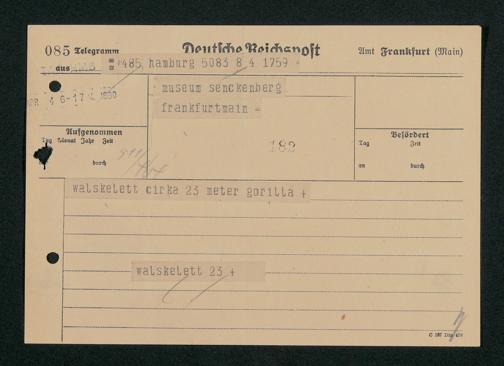 085 Telegramm Deutsche Reichspost Amt Frankfurt (Main)
aus 485 hamburg 5083 8/4 1759
museum senckenberg
frankfurtmain =
Aufgenommen
Tag Monat Jahr Zeit
durch
182
Befördert
Tag Zeit
an durch
walskelett cirka 23 meter gorilla +
walskelett 23 +